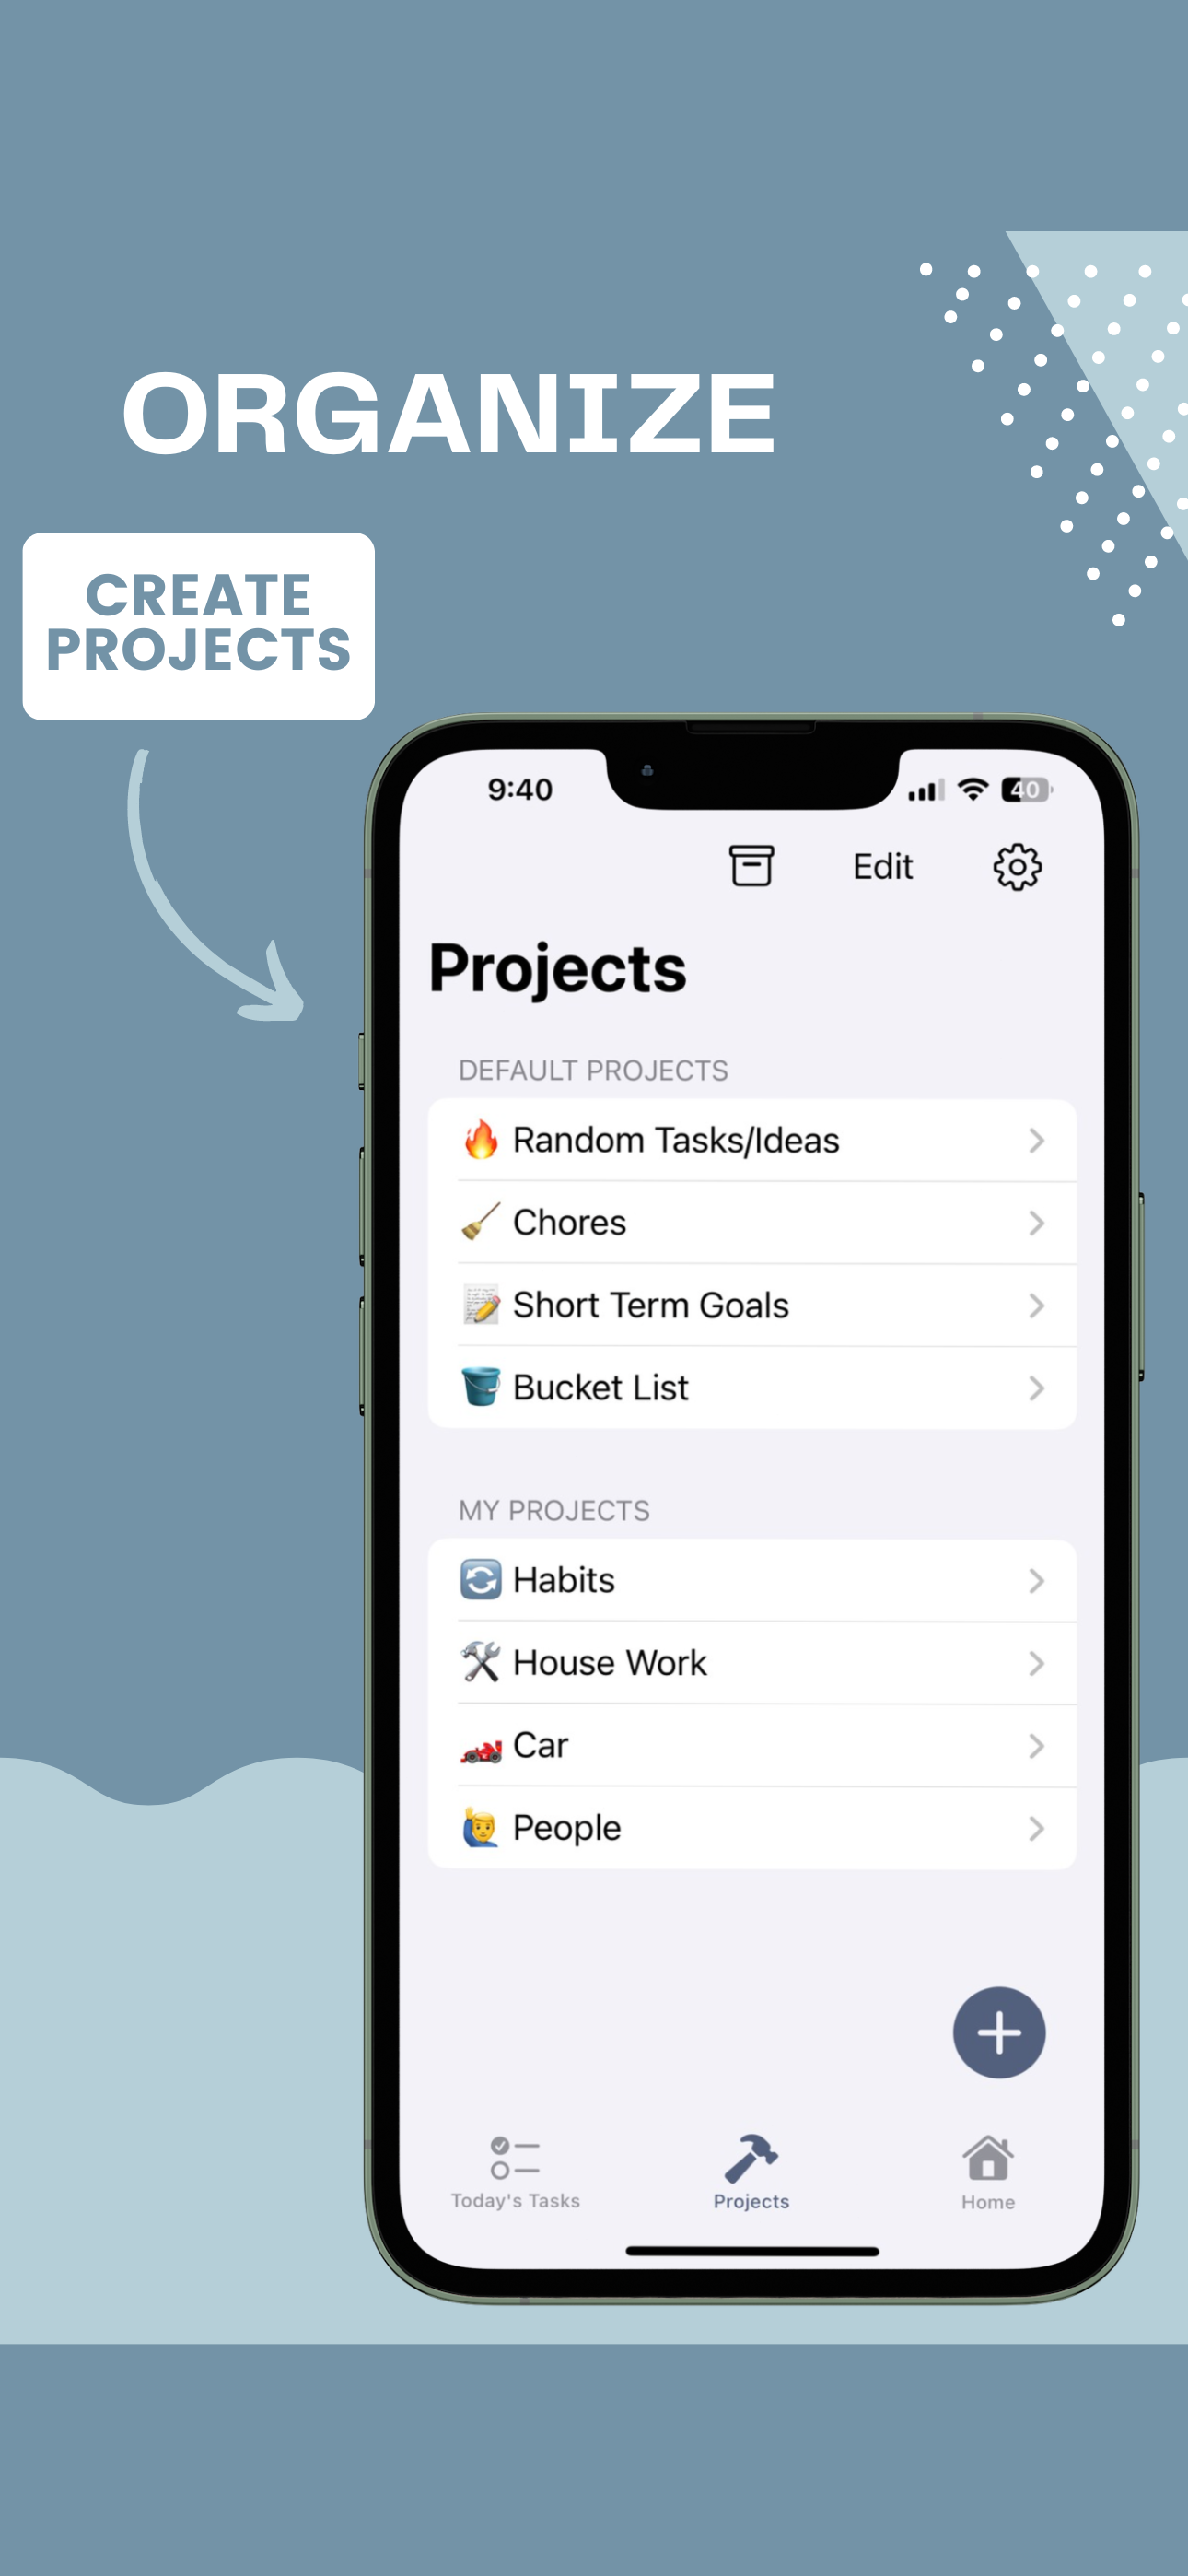 ORGANIZE
CREATE
PROJECTS
9:40
40
Edit
Projects
DEFAULT PROJECTS
Random Tasks/Ideas
Chores
Short Term Goals
Bucket List
MY PROJECTS
Habits
House Work
Car
People
Today's Tasks
Projects
Home